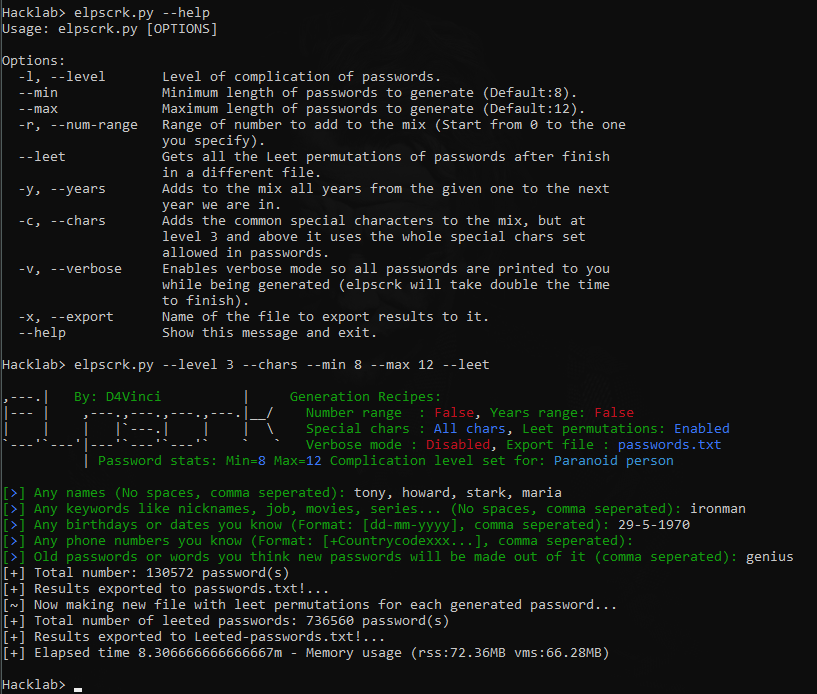 Hacklab> elpscrk.py --help
Usage: elpscrk.py [OPTIONS]
Options:
-l, --level Level of complication of passwords.
--min Minimum length of passwords to generate (Default:8).
--max Maximum length of passwords to generate (Default:12).
-r, --num-range Range of number to add to the mix (Start from 0 to the one
you specify).
--leet Gets all the Leet permutations of passwords after finish
in a different file.
-y, --years Adds to the mix all years from the given one to the next
year we are in.
-c, --chars Adds the common special characters to the mix, but at
level 3 and above it uses the whole special chars set
allowed in passwords.
-v, --verbose Enables verbose mode so all passwords are printed to you
while being generated (elpscrk will take double the time
to finish).
-x, --export Name of the file to export results to it.
--help Show this message and exit.
Hacklab> elpscrk.py --level 3 --chars --min 8 --max 12 --leet
By: D4Vinci Generation Recipes:
Number range : False, Years range: False
Special chars : All chars, Leet permutations: Enabled
Verbose mode : Disabled, Export file : passwords.txt
| Password stats: Min=8 Max=12 Complication level set for: Paranoid person
[>] Any names (No spaces, comma seperated): tony, howard, stark, maria
[>] Any keywords like nicknames, job, movies, series... (No spaces, comma seperated): ironman
[>] Any birthdays or dates you know (Format: [dd-mm-yyyy], comma seperated): 29-5-1970
[>] Any phone numbers you know (Format: [+Countrycodexxx...], comma seperated):
[>] Old passwords or words you think new passwords will be made out of it (comma seperated): genius
[+] Total number: 130572 password(s)
[+] Results exported to passwords.txt!...
[~] Now making new file with leet permutations for each generated password...
[+] Total number of leeted passwords: 736560 password(s)
[+] Results exported to Leeted-passwords.txt!...
[+] Elapsed time 8.306666666666667m - Memory usage (rss:72.36MB vms:66.28MB)
Hacklab>